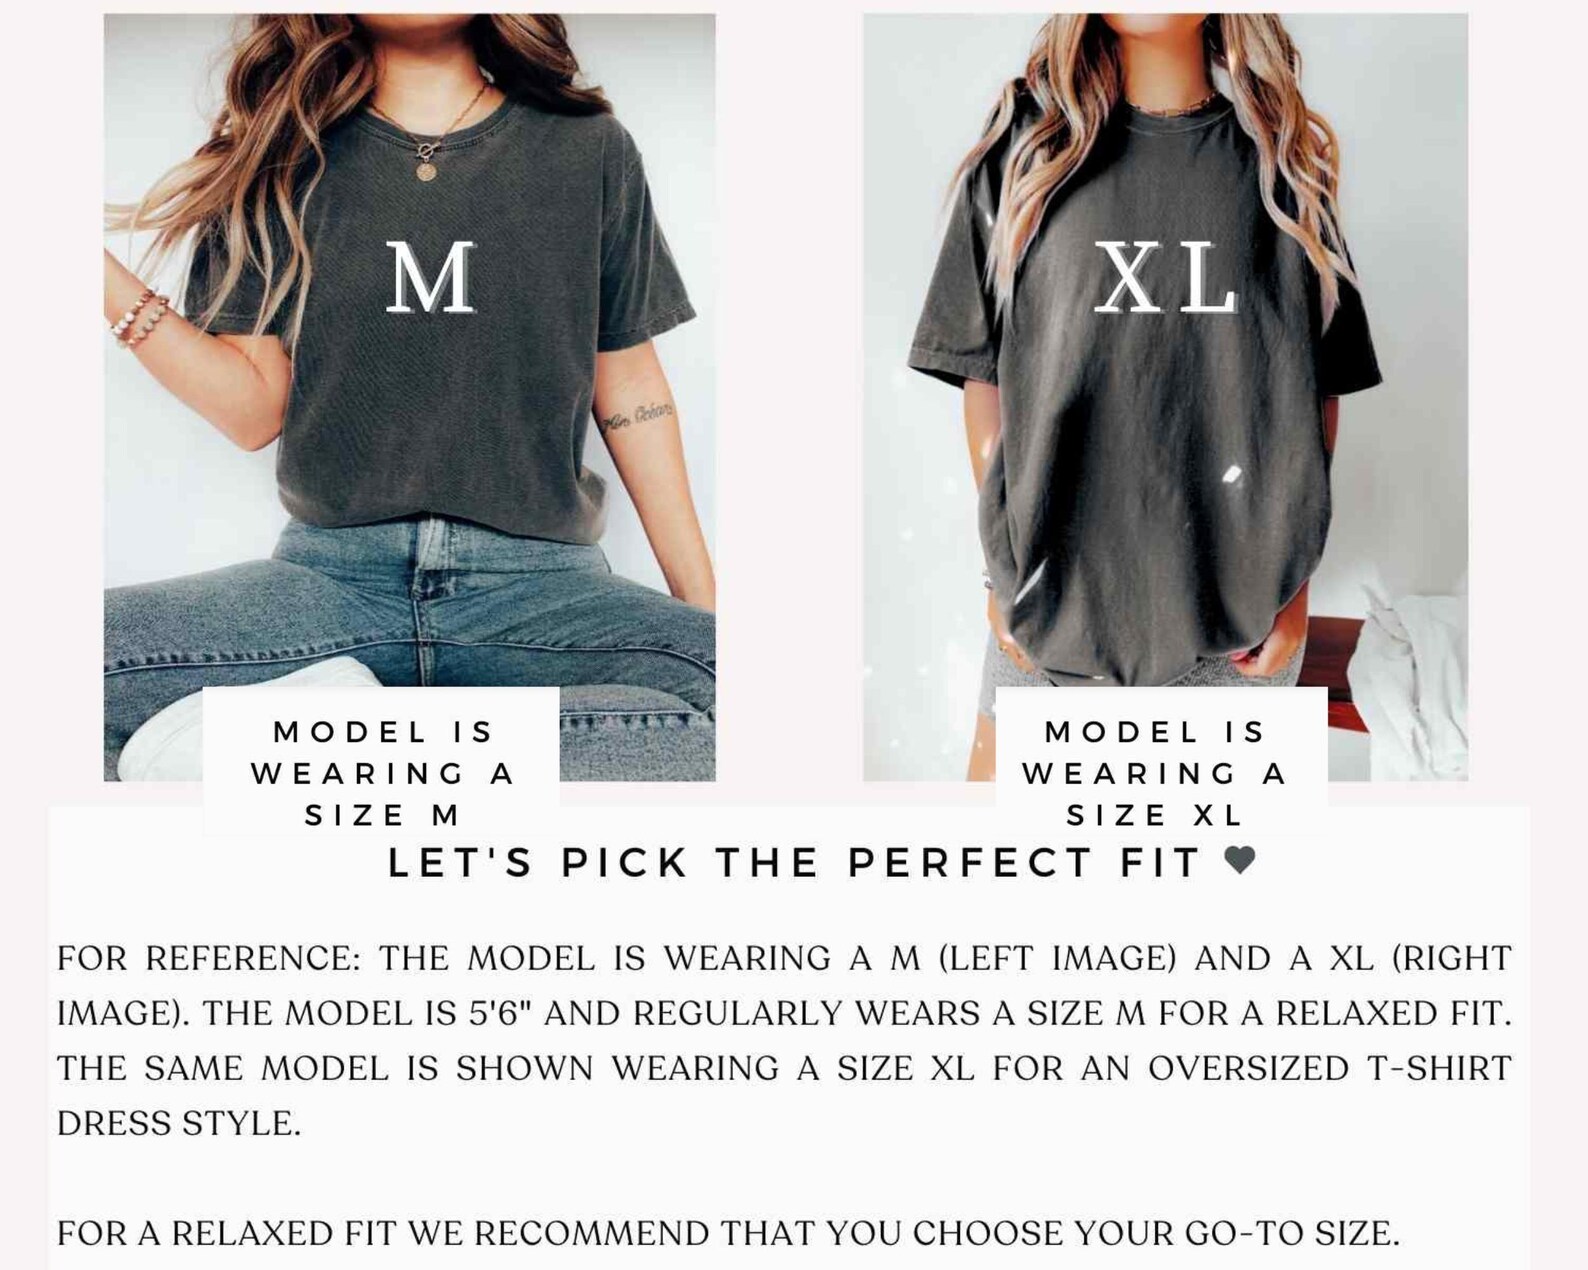 M
XL
MODEL IS
WEARING A
SIZE M
MODEL IS
WEARING A
SIZE XL
LET'S PICK THE PERFECT FIT
FOR REFERENCE: THE MODEL IS WEARING A M (LEFT IMAGE) AND A XL (RIGHT
IMAGE). THE MODEL IS 5'6" AND REGULARLY WEARS A SIZE M FOR A RELAXED FIT.
THE SAME MODEL IS SHOWN WEARING A SIZE XL FOR AN OVERSIZED T-SHIRT
DRESS STYLE.
FOR A RELAXED FIT WE RECOMMEND THAT YOU CHOOSE YOUR GO-TO SIZE.